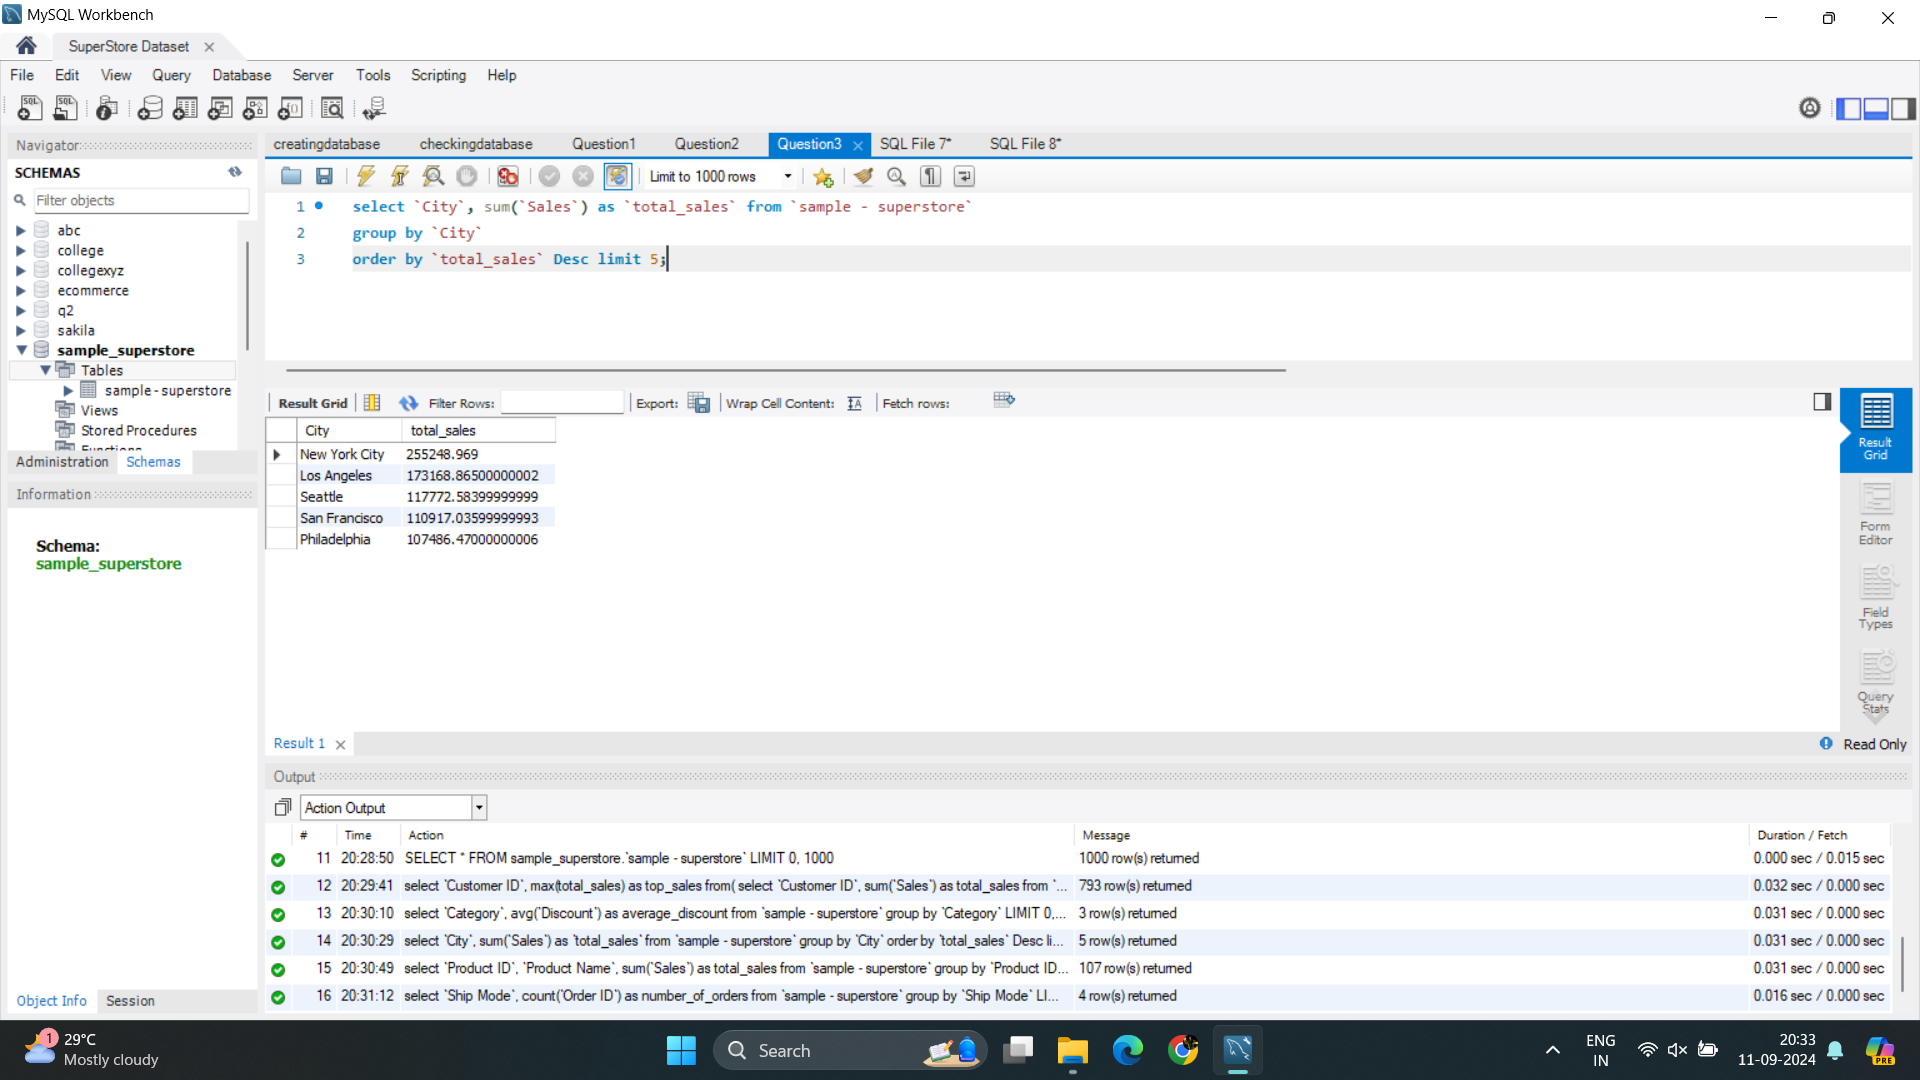 MySQL Workbench
SuperStore Dataset
File Edit View Query Database Server Tools Scripting Help
Navigator
SCHEMAS
Filter objects
abc
college
collegexyz
ecommerce
q2
sakila
sample_superstore
Tables
sample - superstore
Views
Stored Procedures
Functions
Administration Schemas
Information
Schema:
sample_superstore
Object Info Session
creatingdatabase checkingdatabase Question1 Question2 Question3 SQL File 7* SQL File 8*
Limit to 1000 rows
1 select `City`, sum(`Sales`) as `total_sales` from `sample - superstore`
2 group by `City`
3 order by `total_sales` Desc limit 5;
Result Grid Filter Rows: Export: Wrap Cell Content: Fetch rows:
City total_sales
New York City 255248.969
Los Angeles 173168.86500000002
Seattle 117772.58399999999
San Francisco 110917.03599999993
Philadelphia 107486.47000000006
Result
Grid
Form
Editor
Field
Types
Query
Stats
Result 1 Read Only
Output
Action Output
# Time Action Message Duration / Fetch
11 20:28:50 SELECT * FROM sample_superstore.`sample - superstore` LIMIT 0, 1000 1000 row(s) returned 0.000 sec / 0.015 sec
12 20:29:41 select `Customer ID`, max(total_sales) as top_sales from( select `Customer ID`, sum(`Sales`) as total_sales from `... 793 row(s) returned 0.032 sec / 0.000 sec
13 20:30:10 select `Category`, avg(`Discount`) as average_discount from `sample - superstore` group by `Category` LIMIT 0,... 3 row(s) returned 0.031 sec / 0.000 sec
14 20:30:29 select `City`, sum(`Sales`) as `total_sales` from `sample - superstore` group by `City` order by `total_sales` Desc li... 5 row(s) returned 0.031 sec / 0.000 sec
15 20:30:49 select `Product ID`, `Product Name`, sum(`Sales`) as total_sales from `sample - superstore` group by `Product ID... 107 row(s) returned 0.031 sec / 0.000 sec
16 20:31:12 select `Ship Mode`, count(`Order ID`) as number_of_orders from `sample - superstore` group by `Ship Mode` LI... 4 row(s) returned 0.016 sec / 0.000 sec
1
29°C
Mostly cloudy
Search
ENG
IN
20:33
11-09-2024
PRE